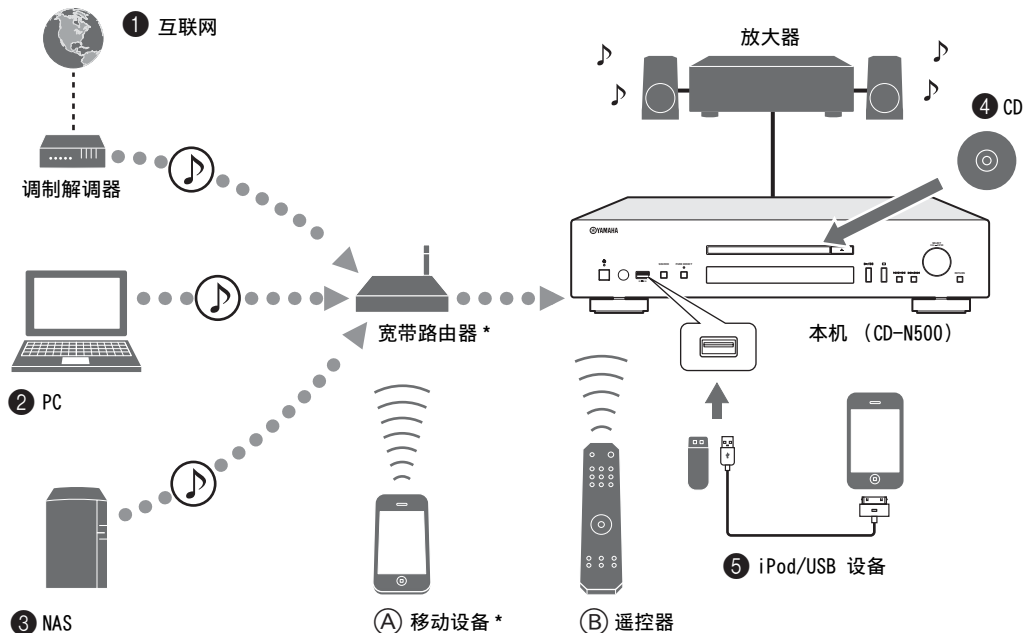 ❶ 互联网
放大器
❹ CD
调制解调器
YAMAHA
宽带路由器 *
本机 （CD-N500）
❷ PC
❺ iPod/USB 设备
❸ NAS
Ⓐ 移动设备 *
Ⓑ 遥控器